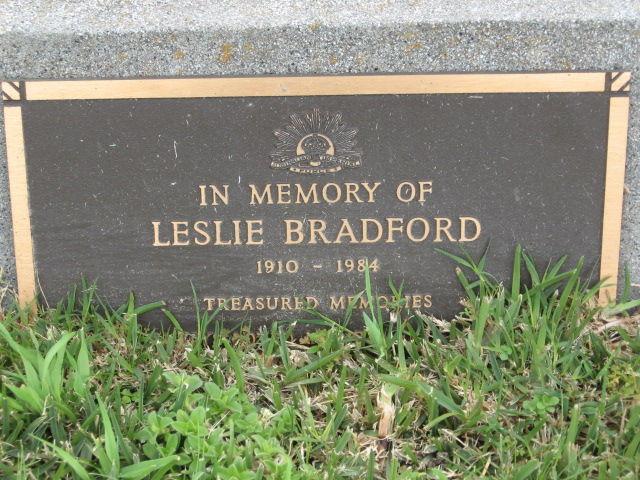 IN MEMORY OF
LESLIE BRADFORD
1910 - 1984
TREASURED MEMORIES